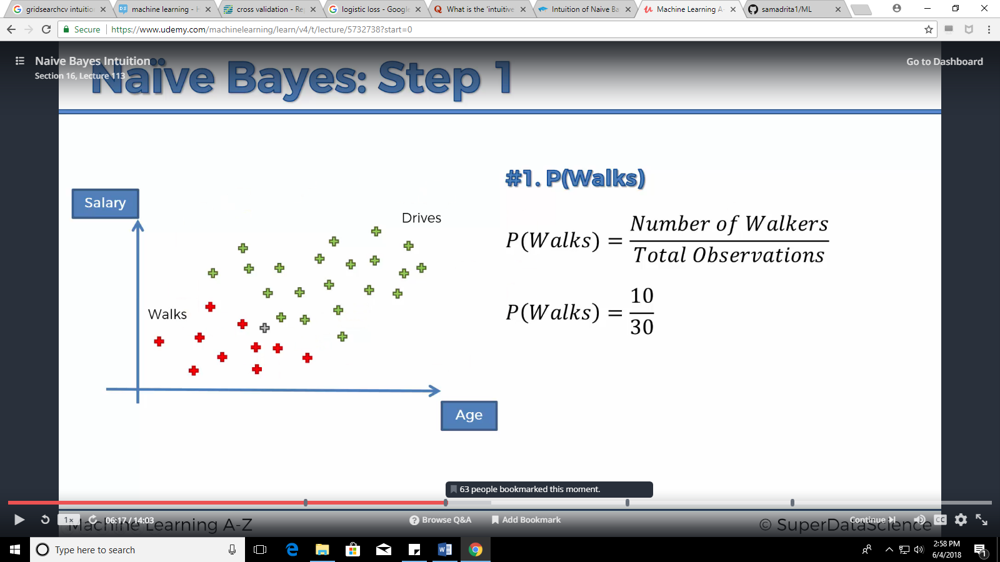 gridsearchcv intuitio
machine learning - H
cross validation - Re
logistic loss - Google
What is the 'intuitive
Intuition of Naive Ba
Machine Learning A-
samadrita1/ML
Secure
https://www.udemy.com/machinelearning/learn/v4/t/lecture/5732738?start=0
Naive Bayes Intuition
Section 16, Lecture 113
Go to Dashboard
Naïve Bayes: Step 1
#1. P(Walks)
Salary
Drives
Walks
Age
P(Walks) = Number of Walkers / Total Observations
P(Walks) = 10 / 30
63 people bookmarked this moment.
1x
06:17 / 14:03
Browse Q&A
Add Bookmark
Continue
CC
Machine Learning A-Z
© SuperDataScience
Type here to search
2:58 PM
6/4/2018
1